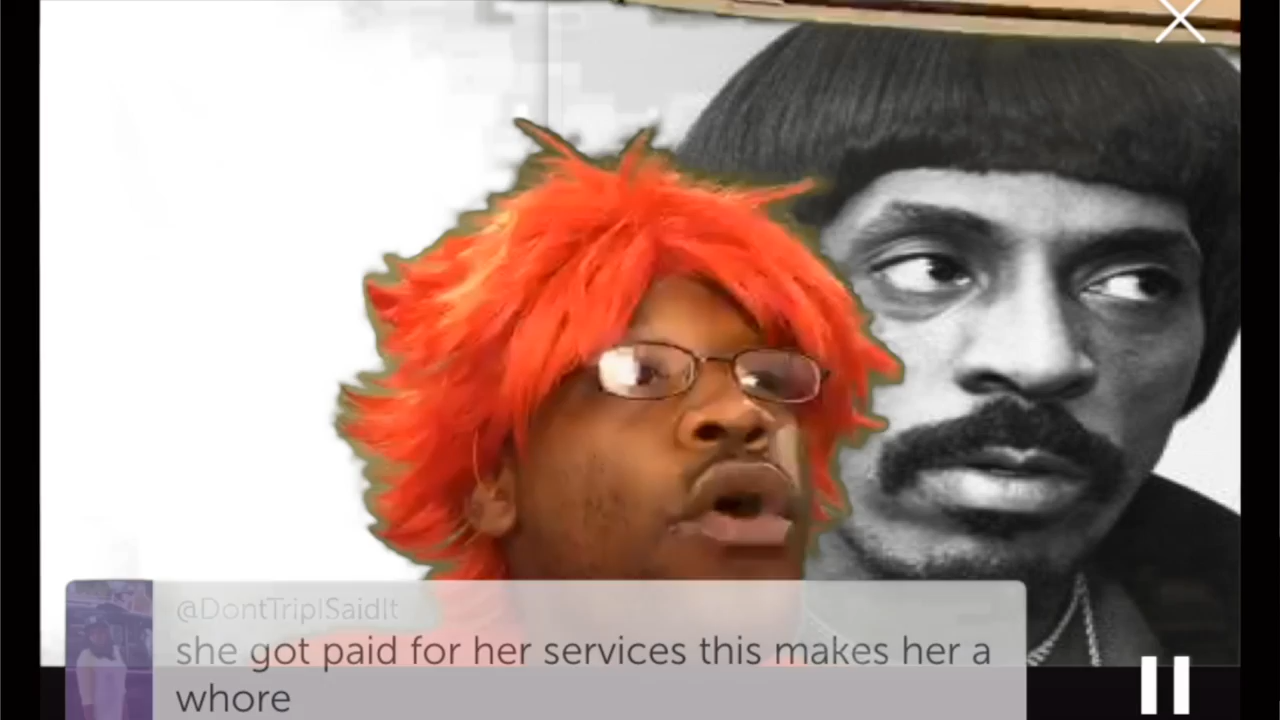 @DontTripISaidIt
she got paid for her services this makes her a
whore